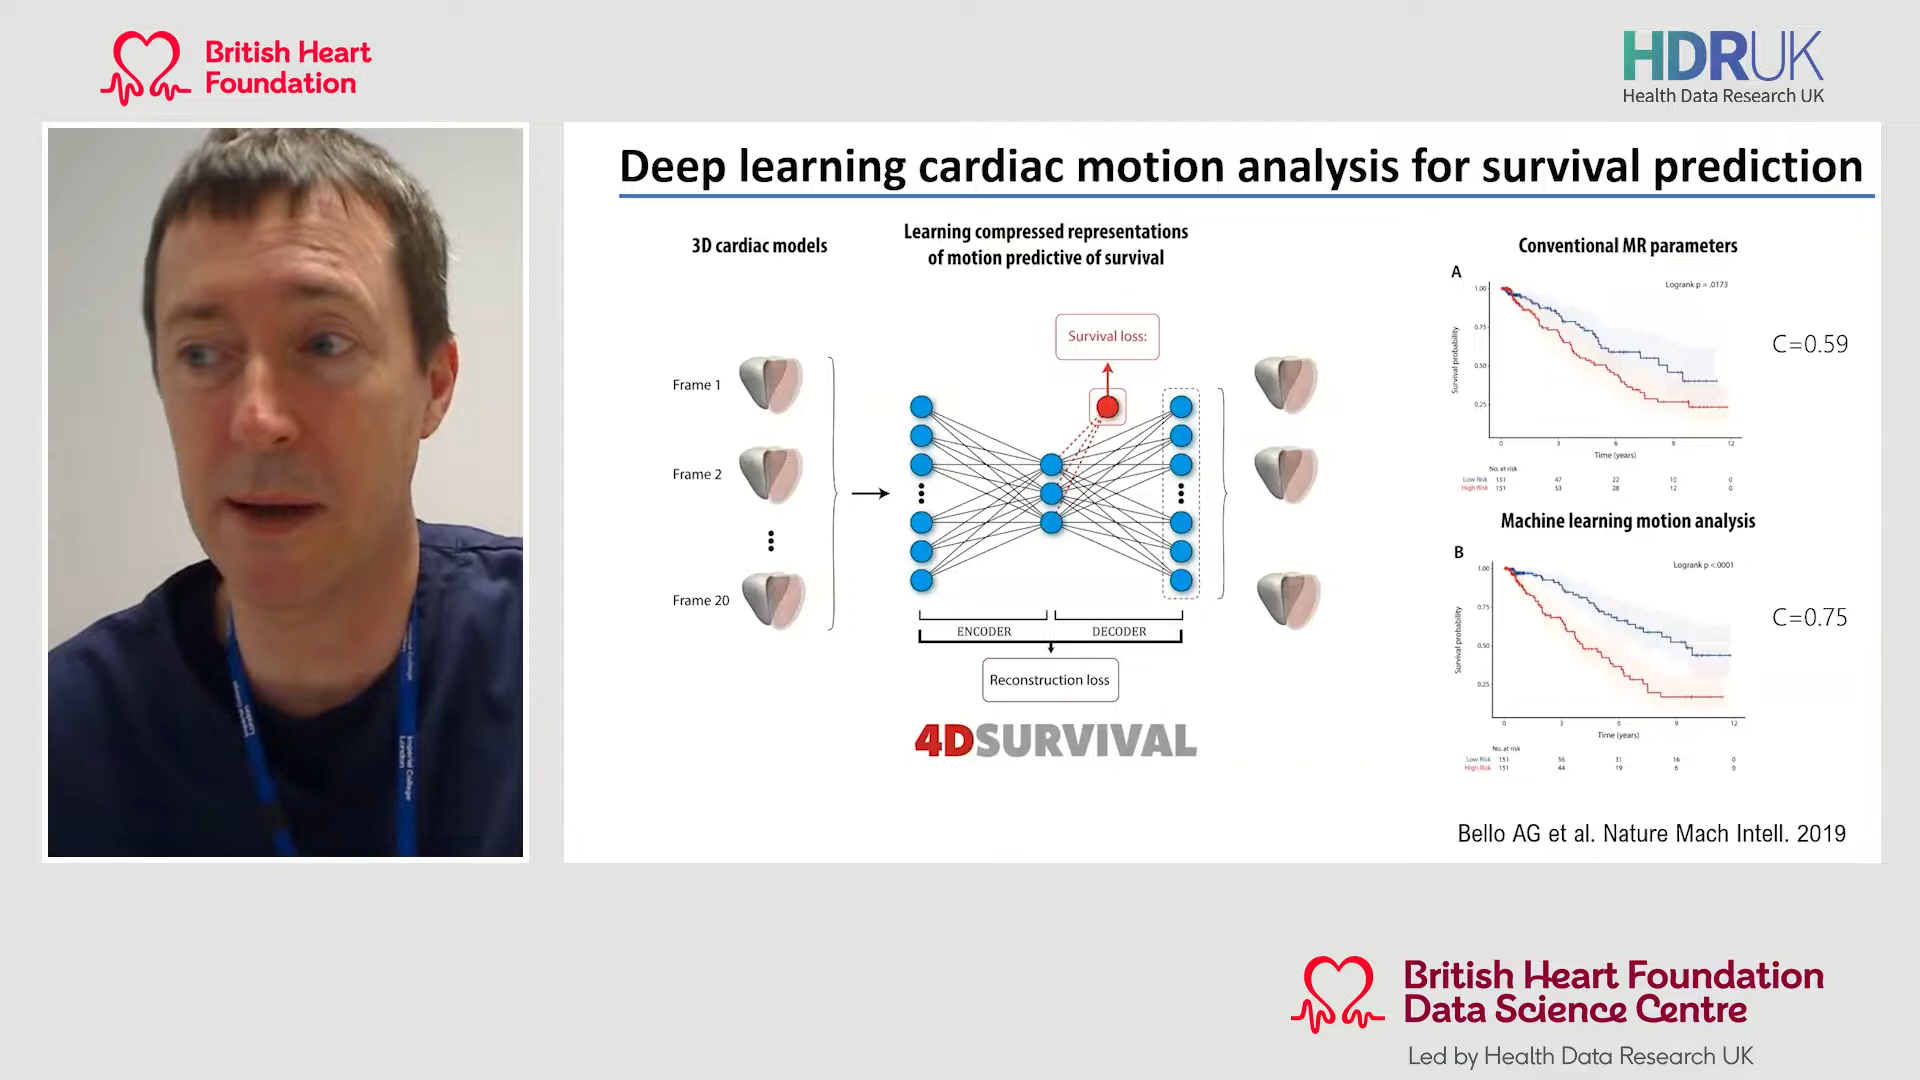 British Heart
Foundation
HDRUK
Health Data Research UK
Deep learning cardiac motion analysis for survival prediction
3D cardiac models
Learning compressed representations
of motion predictive of survival
Frame 1
Frame 2
Frame 20
Survival loss:
ENCODER
DECODER
Reconstruction loss
4DSURVIVAL
Conventional MR parameters
A
Logrank p = .0173
1.00
0.75
0.50
0.25
Survival probability
0 3 6 9 12
Time (years)
No. at risk
Low Risk 151 47 22 10 0
High Risk 151 53 28 12 0
C=0.59
Machine learning motion analysis
B
Logrank p <.0001
1.00
0.75
0.50
0.25
Survival probability
0 3 6 9 12
Time (years)
No. at risk
Low Risk 151 56 31 16 0
High Risk 151 44 19 6 0
C=0.75
Bello AG et al. Nature Mach Intell. 2019
Imperial College
London
British Heart Foundation
Data Science Centre
Led by Health Data Research UK